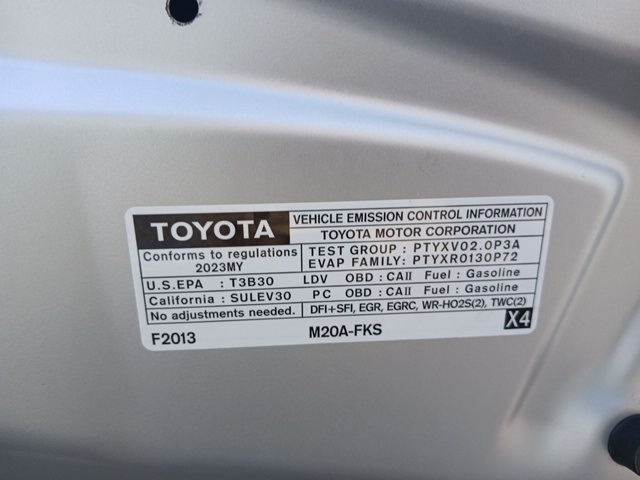 TOYOTA
VEHICLE EMISSION CONTROL INFORMATION
TOYOTA MOTOR CORPORATION
Conforms to regulations
2023MY
TEST GROUP : PTYXV02.0P3A
EVAP FAMILY: PTYXR0130P72
U.S.EPA : T3B30 LDV OBD : CAII Fuel : Gasoline
California : SULEV30 PC OBD : CAII Fuel : Gasoline
No adjustments needed. DFI+SFI, EGR, EGRC, WR-HO2S(2), TWC(2)
F2013 M20A-FKS X4